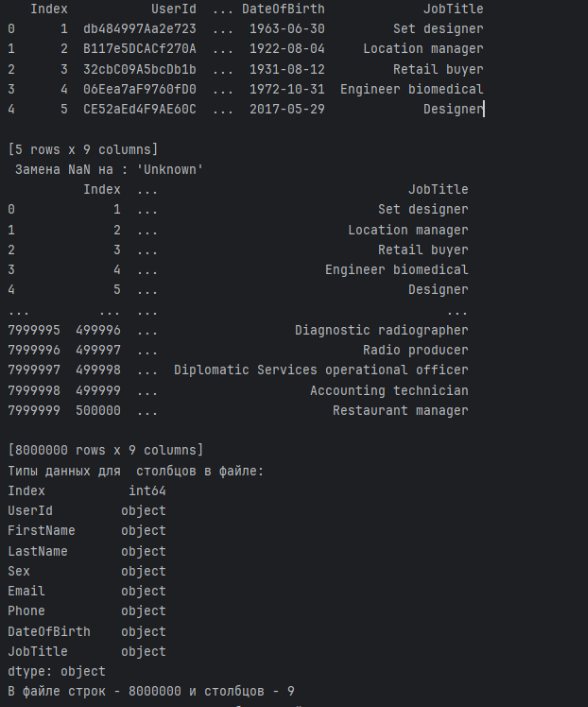 Index           UserId  ... DateOfBirth            JobTitle
0      1  db484997Aa2e723  ...  1963-06-30        Set designer
1      2  B117e5DCACf270A  ...  1922-08-04    Location manager
2      3  32cbC09A5bcDb1b  ...  1931-08-12        Retail buyer
3      4  06Eea7aF9760fD0  ...  1972-10-31  Engineer biomedical
4      5  CE52aEd4F9AE60C  ...  2017-05-29            Designer
[5 rows x 9 columns]
Замена NaN на : 'Unknown'
Index  ...                                 JobTitle
0             1  ...                             Set designer
1             2  ...                         Location manager
2             3  ...                             Retail buyer
3             4  ...                      Engineer biomedical
4             5  ...                                 Designer
...         ...  ...                                      ...
7999995  499996  ...                  Diagnostic radiographer
7999996  499997  ...                           Radio producer
7999997  499998  ...  Diplomatic Services operational officer
7999998  499999  ...                    Accounting technician
7999999  500000  ...                       Restaurant manager
[8000000 rows x 9 columns]
Типы данных для  столбцов в файле:
Index           int64
UserId         object
FirstName      object
LastName       object
Sex            object
Email          object
Phone          object
DateOfBirth    object
JobTitle       object
dtype: object
В файле строк - 8000000 и столбцов - 9